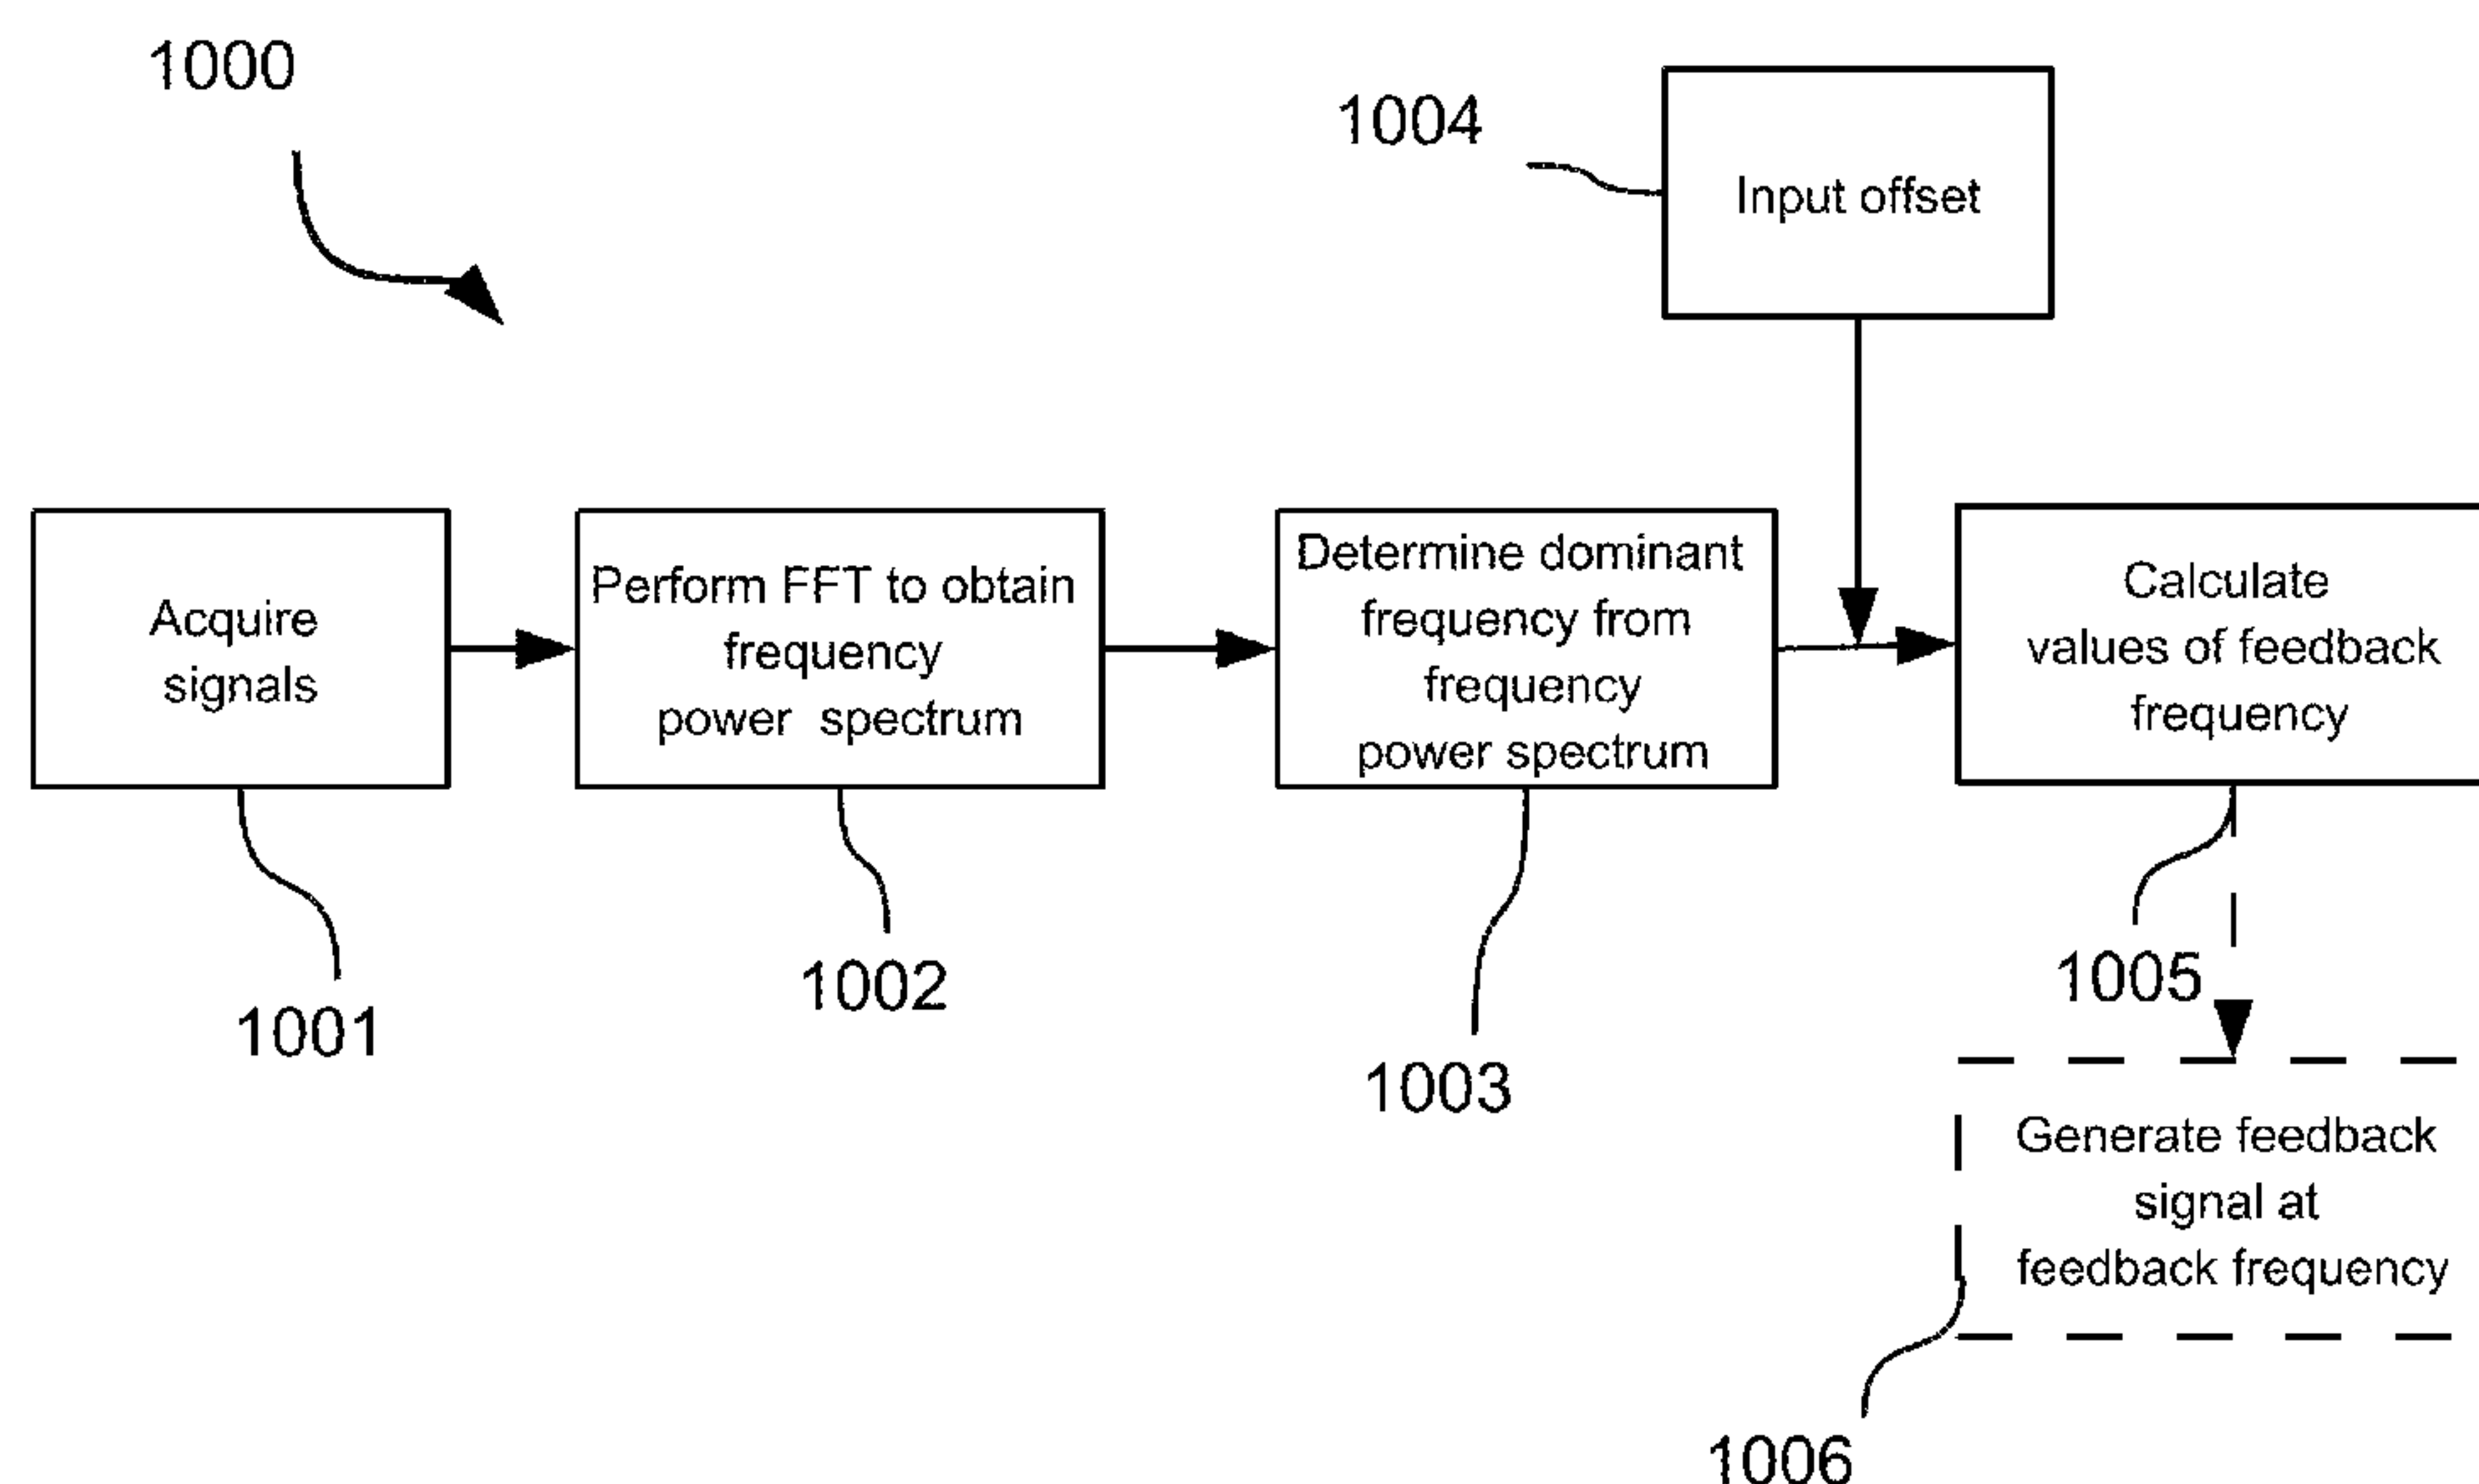 1000
1004
Input offset
Acquire
signals
Perform FFT to obtain
frequency
power spectrum
Determine dominant
frequency from
frequency
power spectrum
Calculate
values of feedback
frequency
1001
1002
1003
1005
Generate feedback
signal at
feedback frequency
1006